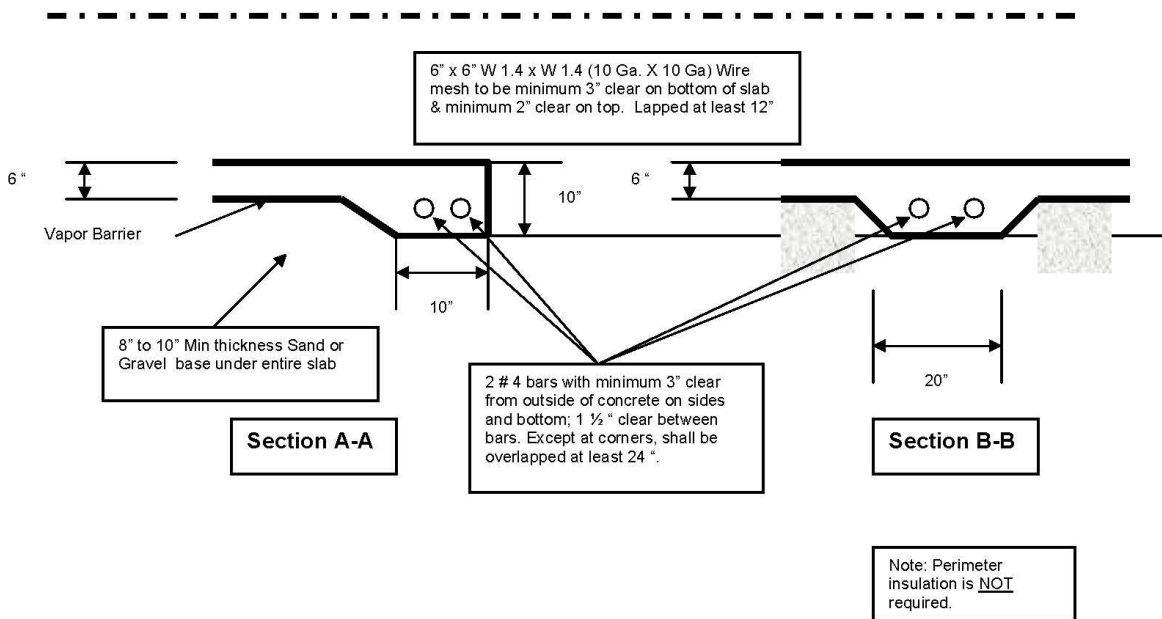 6” x 6” W 1.4 x W 1.4 (10 Ga. X 10 Ga) Wire
mesh to be minimum 3” clear on bottom of slab
& minimum 2” clear on top. Lapped at least 12”
6 “
10”
6“
Vapor Barrier
10”
8” to 10” Min thickness Sand or
Gravel base under entire slab
2 # 4 bars with minimum 3” clear
from outside of concrete on sides
and bottom; 1 ½ “ clear between
bars. Except at corners, shall be
overlapped at least 24 “.
20”
Section A-A
Section B-B
Note: Perimeter
insulation is NOT
required.